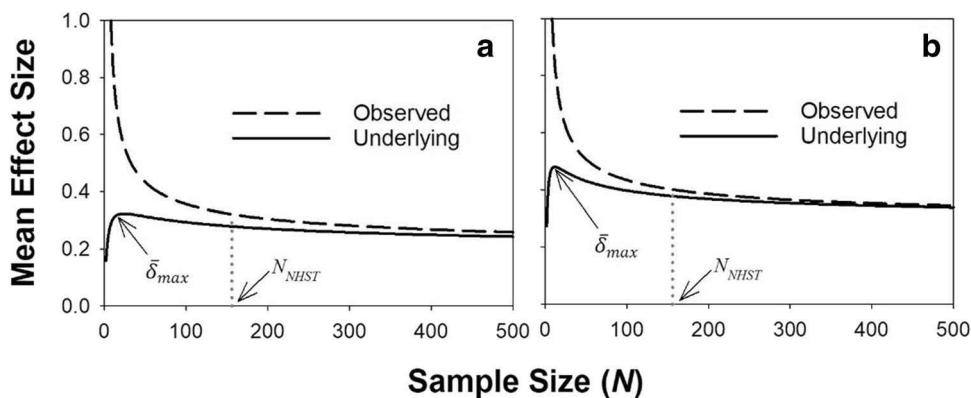 a
b
Mean Effect Size
1.0
0.8
0.6
0.4
0.2
0.0
Observed
Underlying
δ̄max
NNHST
0 100 200 300 400 500
Observed
Underlying
δ̄max
NNHST
0 100 200 300 400 500
Sample Size (N)